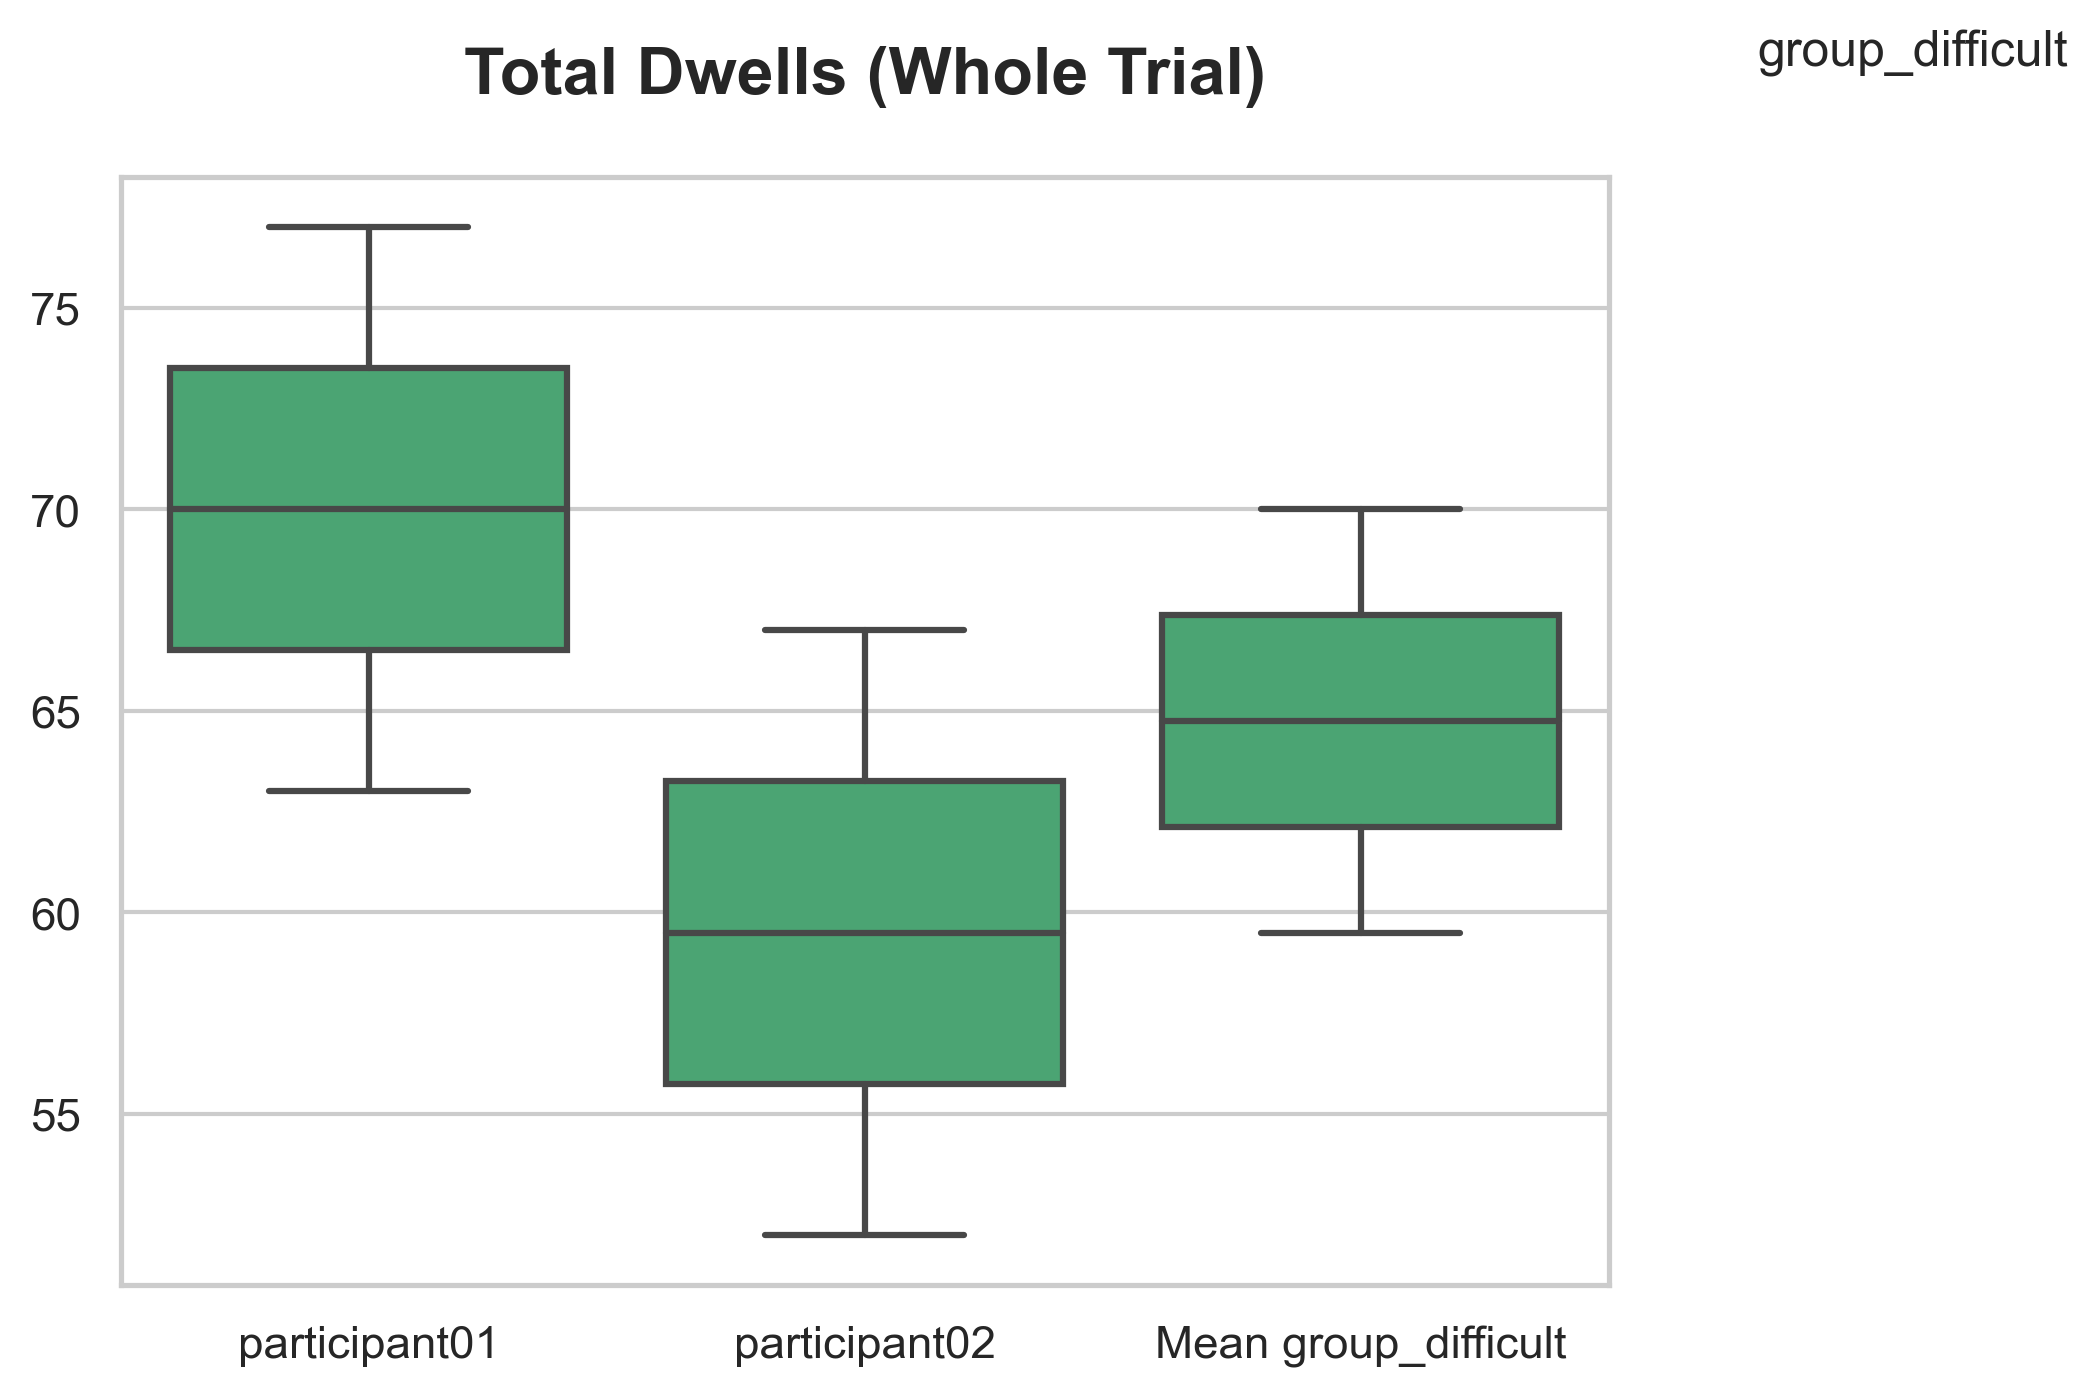 Total Dwells (Whole Trial)
group_difficult
75
70
65
60
55
participant01
participant02
Mean group_difficult